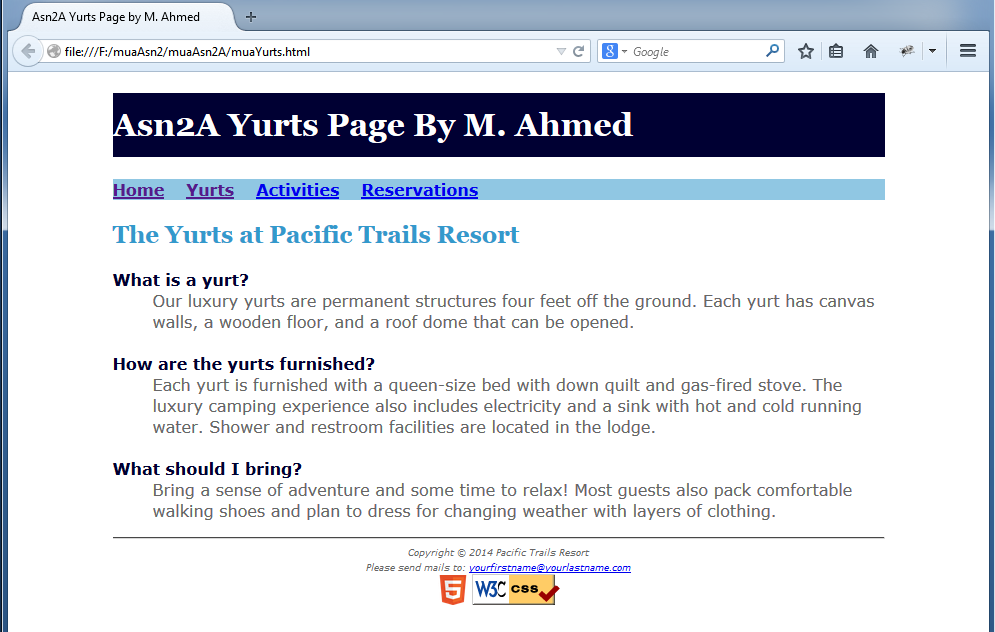 Asn2A Yurts Page by M. Ahmed
file:///F:/muaAsn2/muaAsn2A/muaYurts.html
8 Google
Asn2A Yurts Page By M. Ahmed
Home Yurts Activities Reservations
The Yurts at Pacific Trails Resort
What is a yurt?
Our luxury yurts are permanent structures four feet off the ground. Each yurt has canvas
walls, a wooden floor, and a roof dome that can be opened.
How are the yurts furnished?
Each yurt is furnished with a queen-size bed with down quilt and gas-fired stove. The
luxury camping experience also includes electricity and a sink with hot and cold running
water. Shower and restroom facilities are located in the lodge.
What should I bring?
Bring a sense of adventure and some time to relax! Most guests also pack comfortable
walking shoes and plan to dress for changing weather with layers of clothing.
Copyright © 2014 Pacific Trails Resort
Please send mails to: yourfirstname@yourlastname.com
5 W3C css